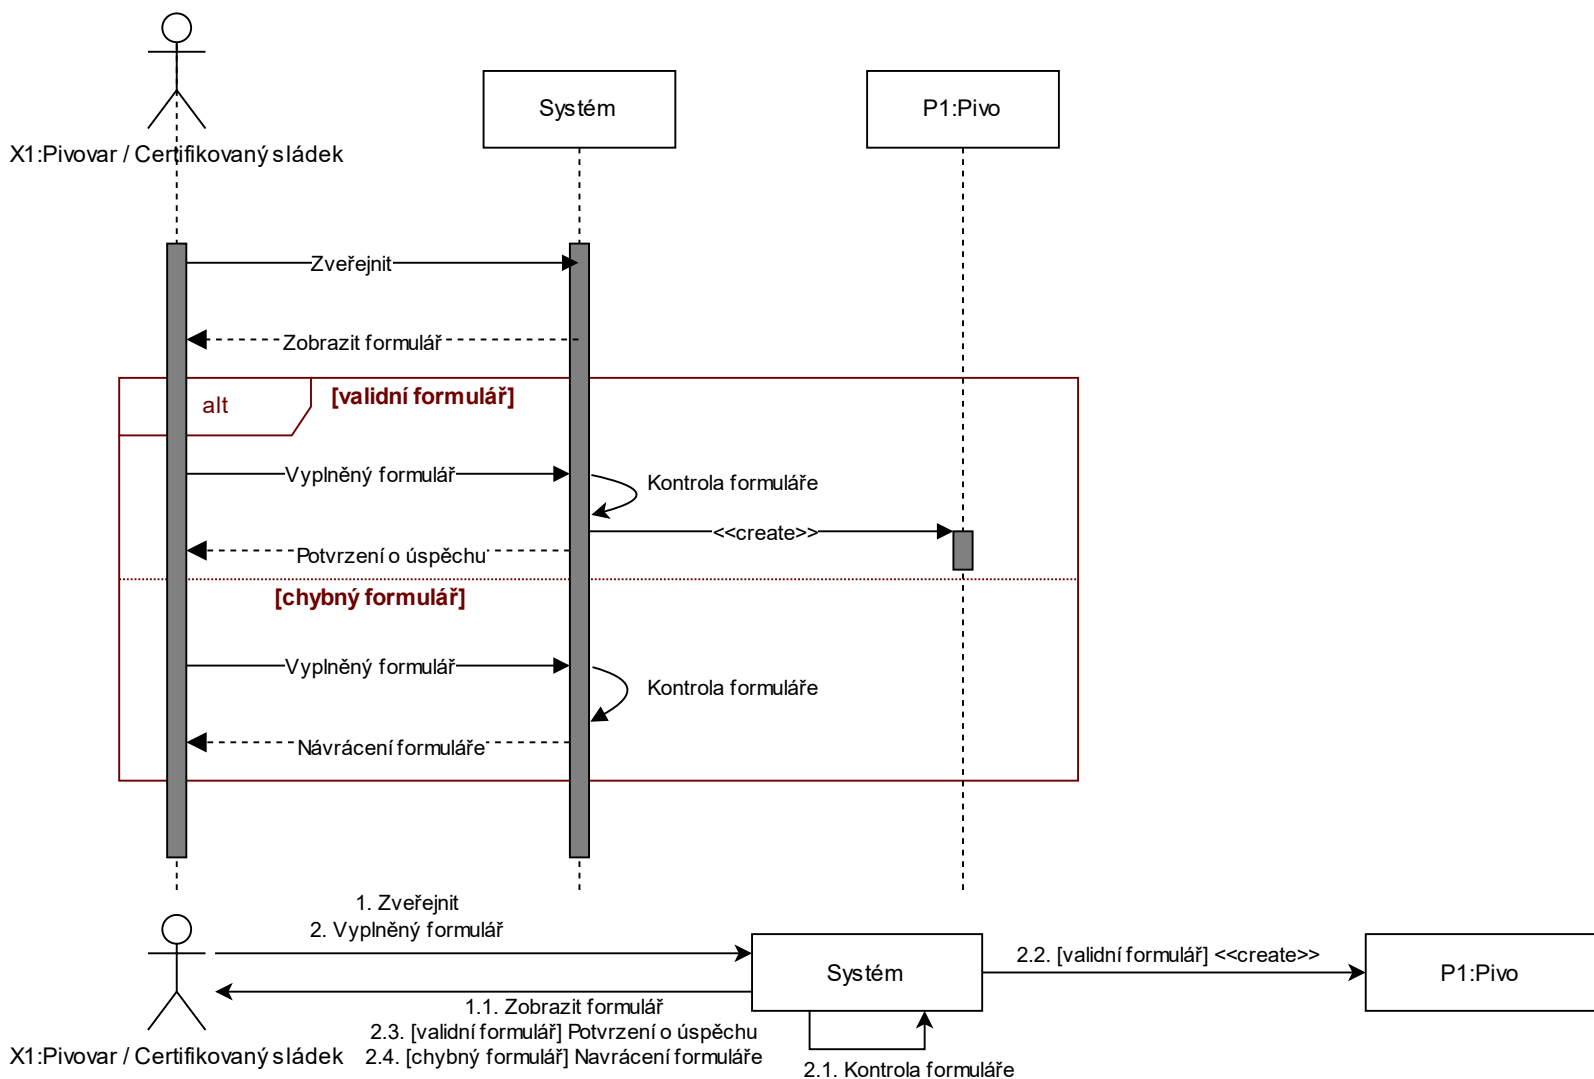 Systém
P1:Pivo
X1:Pivovar / Certifikovaný sládek
Zveřejnit
Zobrazit formulář
alt
[validní formulář]
Vyplněný formulář
Kontrola formuláře
<<create>>
Potvrzení o úspěchu
[chybný formulář]
Vyplněný formulář
Kontrola formuláře
Návrácení formuláře
1. Zveřejnit
2. Vyplněný formulář
2.2. [validní formulář] <<create>>
Systém
P1:Pivo
1.1. Zobrazit formulář
2.3. [validní formulář] Potvrzení o úspěchu
2.4. [chybný formulář] Navrácení formuláře
X1:Pivovar / Certifikovaný sládek
2.1. Kontrola formuláře